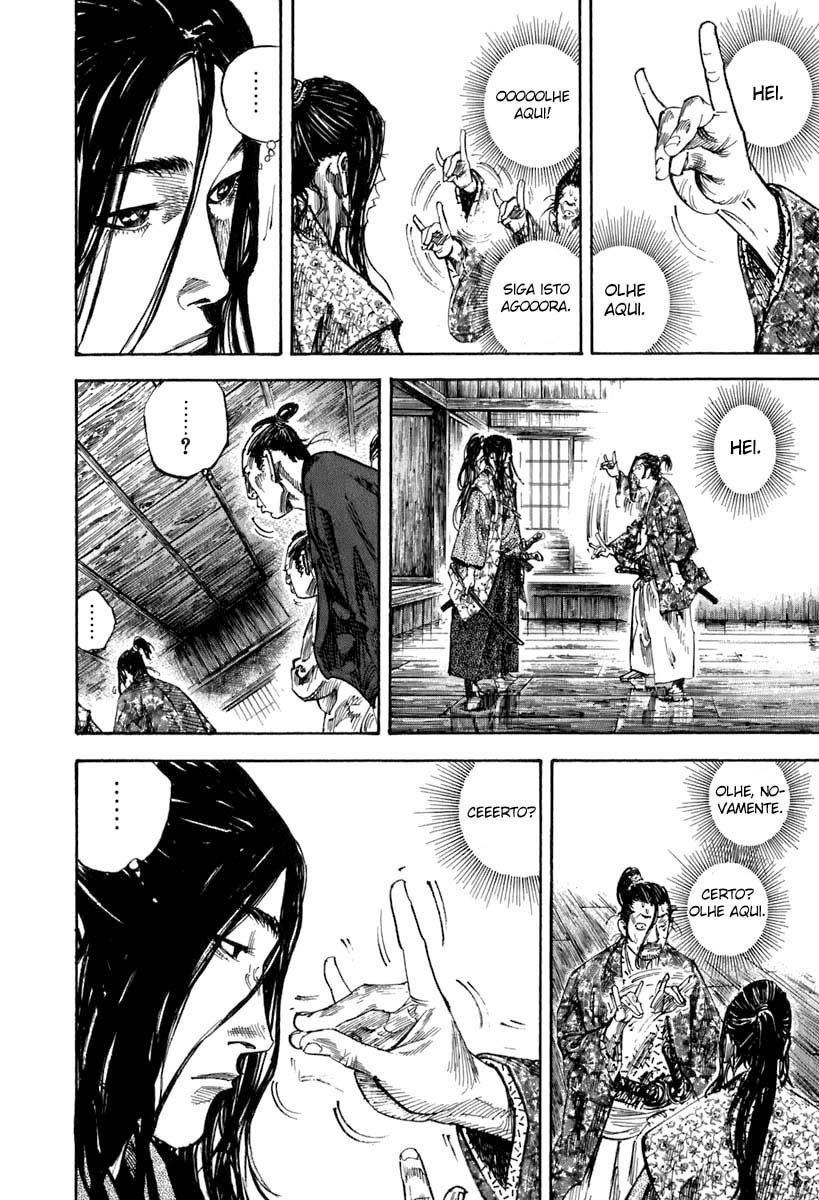 HEI.
OLHE
AQUI.
OOOOOLHE
AQUI!
SIGA ISTO
AGOOORA.
......
HEI.
......?
......
OLHE, NO-
VAMENTE.
CERTO?
OLHE AQUI.
CEEERTO?
......